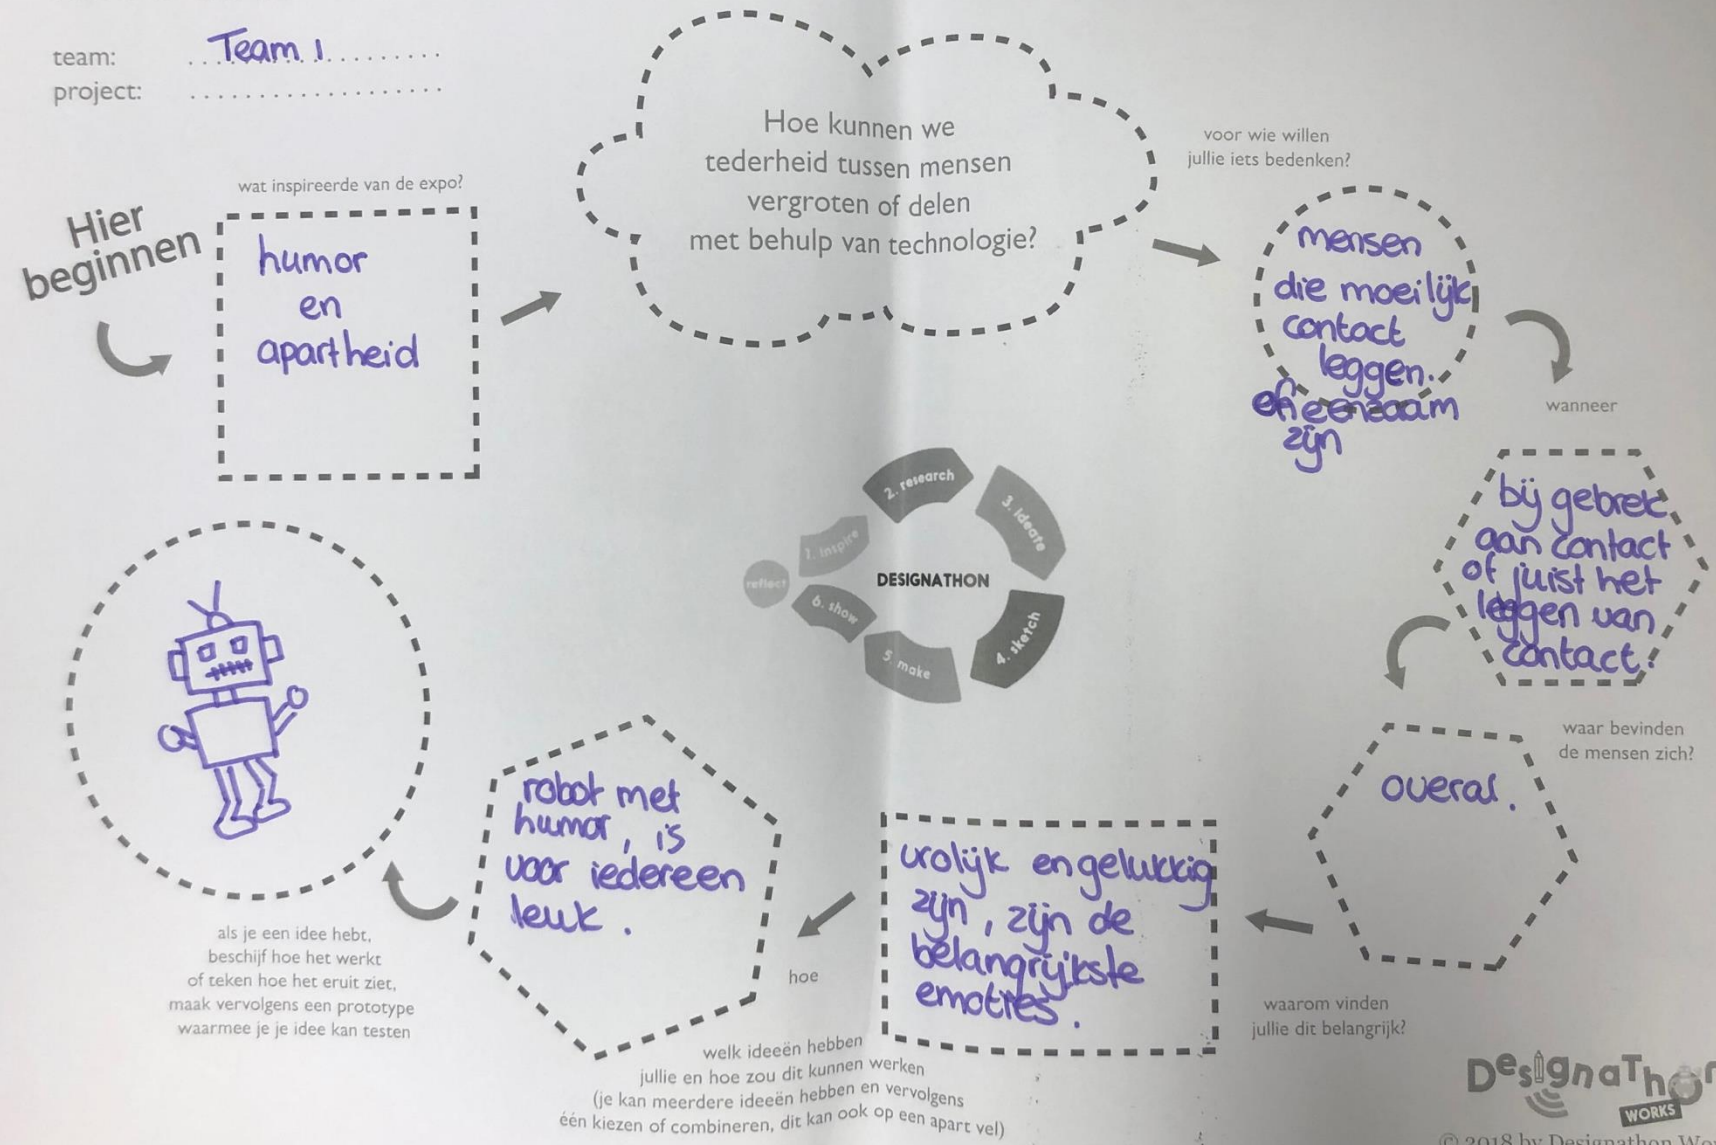 team: Team 1
project:
Hier
beginnen
wat inspireerde van de expo?
humor
en
apartheid
Hoe kunnen we
tederheid tussen mensen
vergroten of delen
met behulp van technologie?
voor wie willen
jullie iets bedenken?
mensen
die moeilijk
contact
leggen.
en eenzaam
zijn
wanneer
bij gebrek
aan contact
of juist het
leggen van
contact.
waar bevinden
de mensen zich?
overal.
waarom vinden
jullie dit belangrijk?
vrolijk en gelukkig
zijn, zijn de
belangrijkste
emoties.
hoe
welk ideeën hebben
jullie en hoe zou dit kunnen werken
(je kan meerdere ideeën hebben en vervolgens
één kiezen of combineren, dit kan ook op een apart vel)
robot met
humor, is
voor iedereen
leuk.
als je een idee hebt,
beschijf hoe het werkt
of teken hoe het eruit ziet,
maak vervolgens een prototype
waarmee je je idee kan testen
DESIGNATHON
reflect
1. inspire
2. research
3. ideate
4. sketch
5. make
6. show
DesignaThon
WORKS
© 2018 by Designathon Wo